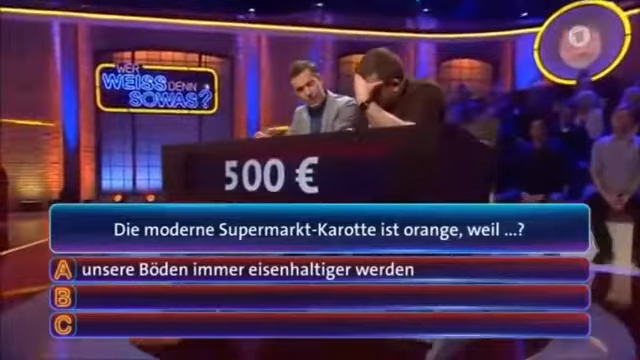 WER
WEISS DENN
SOWAS?
500 €
Die moderne Supermarkt-Karotte ist orange, weil ...?
A unsere Böden immer eisenhaltiger werden
B
C